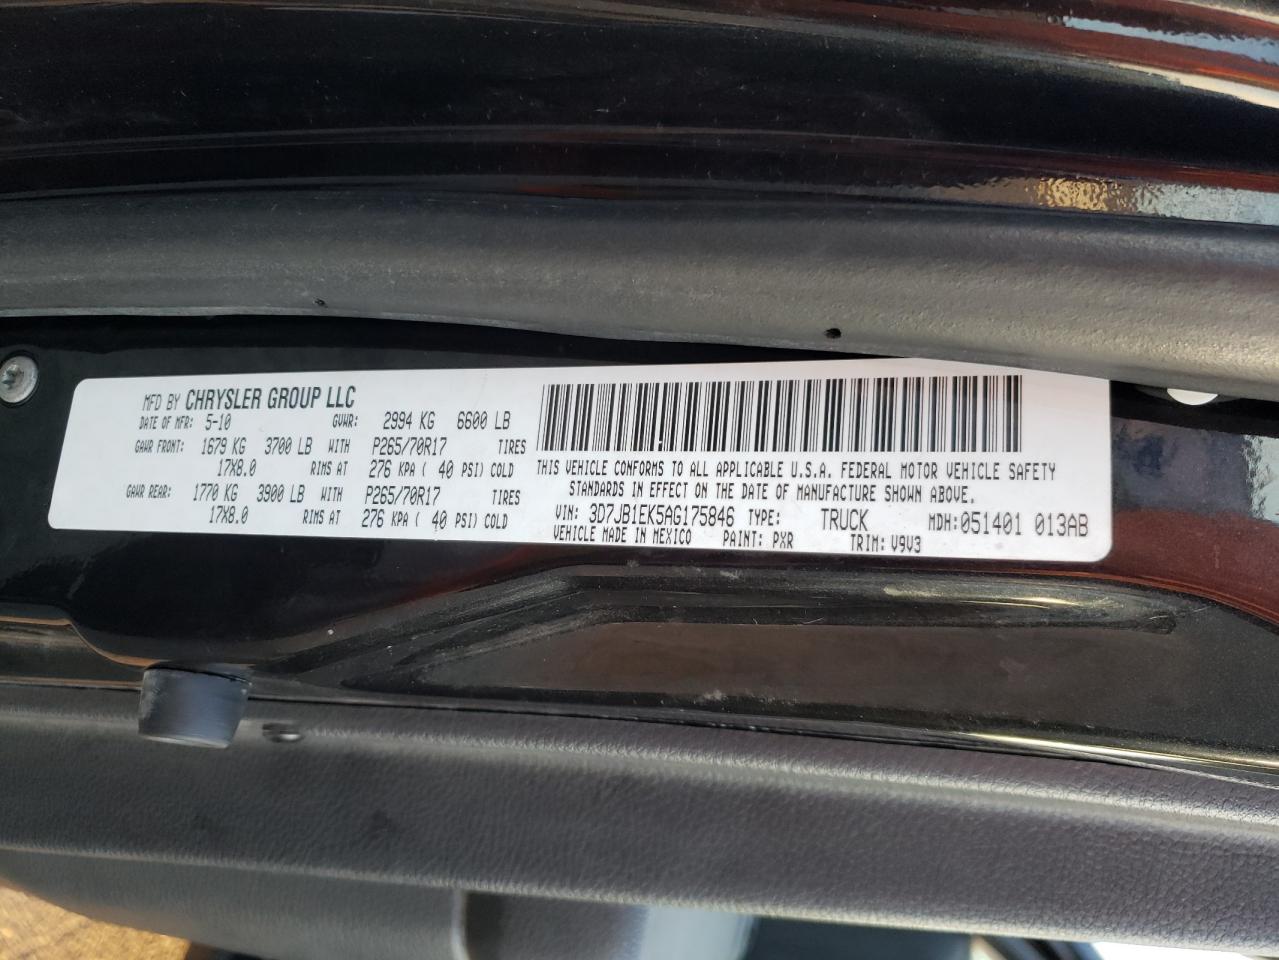 MFD BY CHRYSLER GROUP LLC
DATE OF MFR: 5-10 GVWR: 2994 KG 6600 LB
GAWR FRONT: 1679 KG 3700 LB WITH P265/70R17 TIRES
17X8.0 RIMS AT 276 KPA ( 40 PSI) COLD
GAWR REAR: 1770 KG 3900 LB WITH P265/70R17 TIRES
17X8.0 RIMS AT 276 KPA ( 40 PSI) COLD
THIS VEHICLE CONFORMS TO ALL APPLICABLE U.S.A. FEDERAL MOTOR VEHICLE SAFETY
STANDARDS IN EFFECT ON THE DATE OF MANUFACTURE SHOWN ABOVE.
VIN: 3D7JB1EK5AG175846 TYPE: TRUCK MDH:051401 013AB
VEHICLE MADE IN MEXICO PAINT: PXR TRIM: V9V3